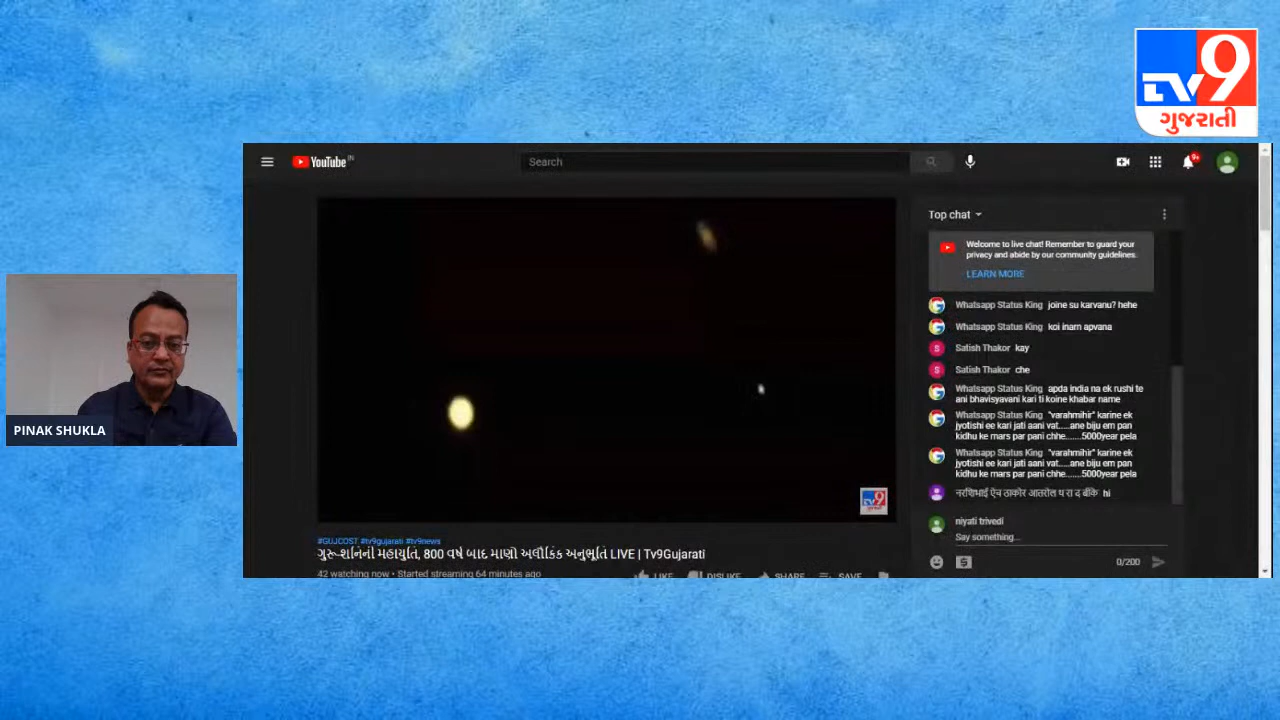 TV9
ગુજરાતી
YouTube IN
Search
9+
Top chat
Welcome to live chat! Remember to guard your
privacy and abide by our community guidelines.
LEARN MORE
Whatsapp Status King joine su karvanu? hehe
Whatsapp Status King koi inam apvana
S Satish Thakor kay
S Satish Thakor che
Whatsapp Status King apda india na ek rushi te
ani bhavisyavani kari ti koine khabar name
Whatsapp Status King "varahmihir" karine ek
jyotishi ee kari jati aani vat.....ane biju em pan
kidhu ke mars par pani chhe.......5000year pela
Whatsapp Status King "varahmihir" karine ek
jyotishi ee kari jati aani vat.....ane biju em pan
kidhu ke mars par pani chhe.......5000year pela
नरशिभाई ऐच ठाकोर आतरोल थ रा द बॉंके hi
niyati trivedi
Say something...
0/200
PINAK SHUKLA
TV9
ગુજરાતી
#GUJCOST #tv9gujarati #tv9news
ગુરૂ-શનિની મહાયુતિ, 800 વર્ષ બાદ માણો અલૌકિક અનુભૂતિ LIVE | Tv9Gujarati
42 watching now • Started streaming 64 minutes ago
LIKE DISLIKE SHARE SAVE